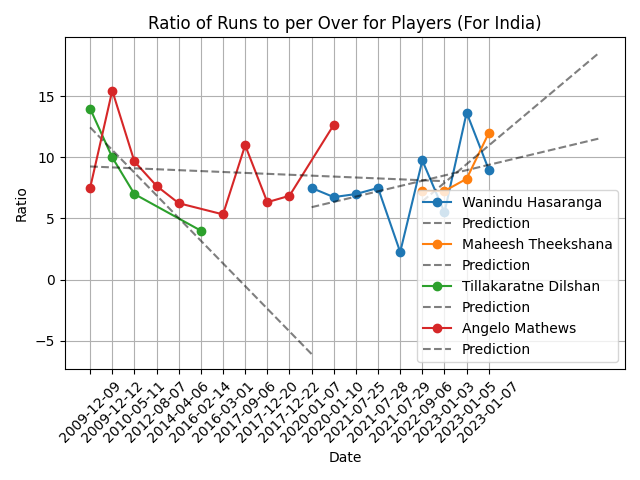 Ratio of Runs to per Over for Players (For India)
Ratio
15
10
5
0
−5
Wanindu Hasaranga
Prediction
Maheesh Theekshana
Prediction
Tillakaratne Dilshan
Prediction
Angelo Mathews
Prediction
2009-12-09
2009-12-12
2010-05-11
2012-08-07
2014-04-06
2016-02-14
2016-03-01
2017-09-06
2017-12-20
2017-12-22
2020-01-07
2020-01-10
2021-07-25
2021-07-28
2021-07-29
2022-09-06
2023-01-03
2023-01-05
2023-01-07
Date